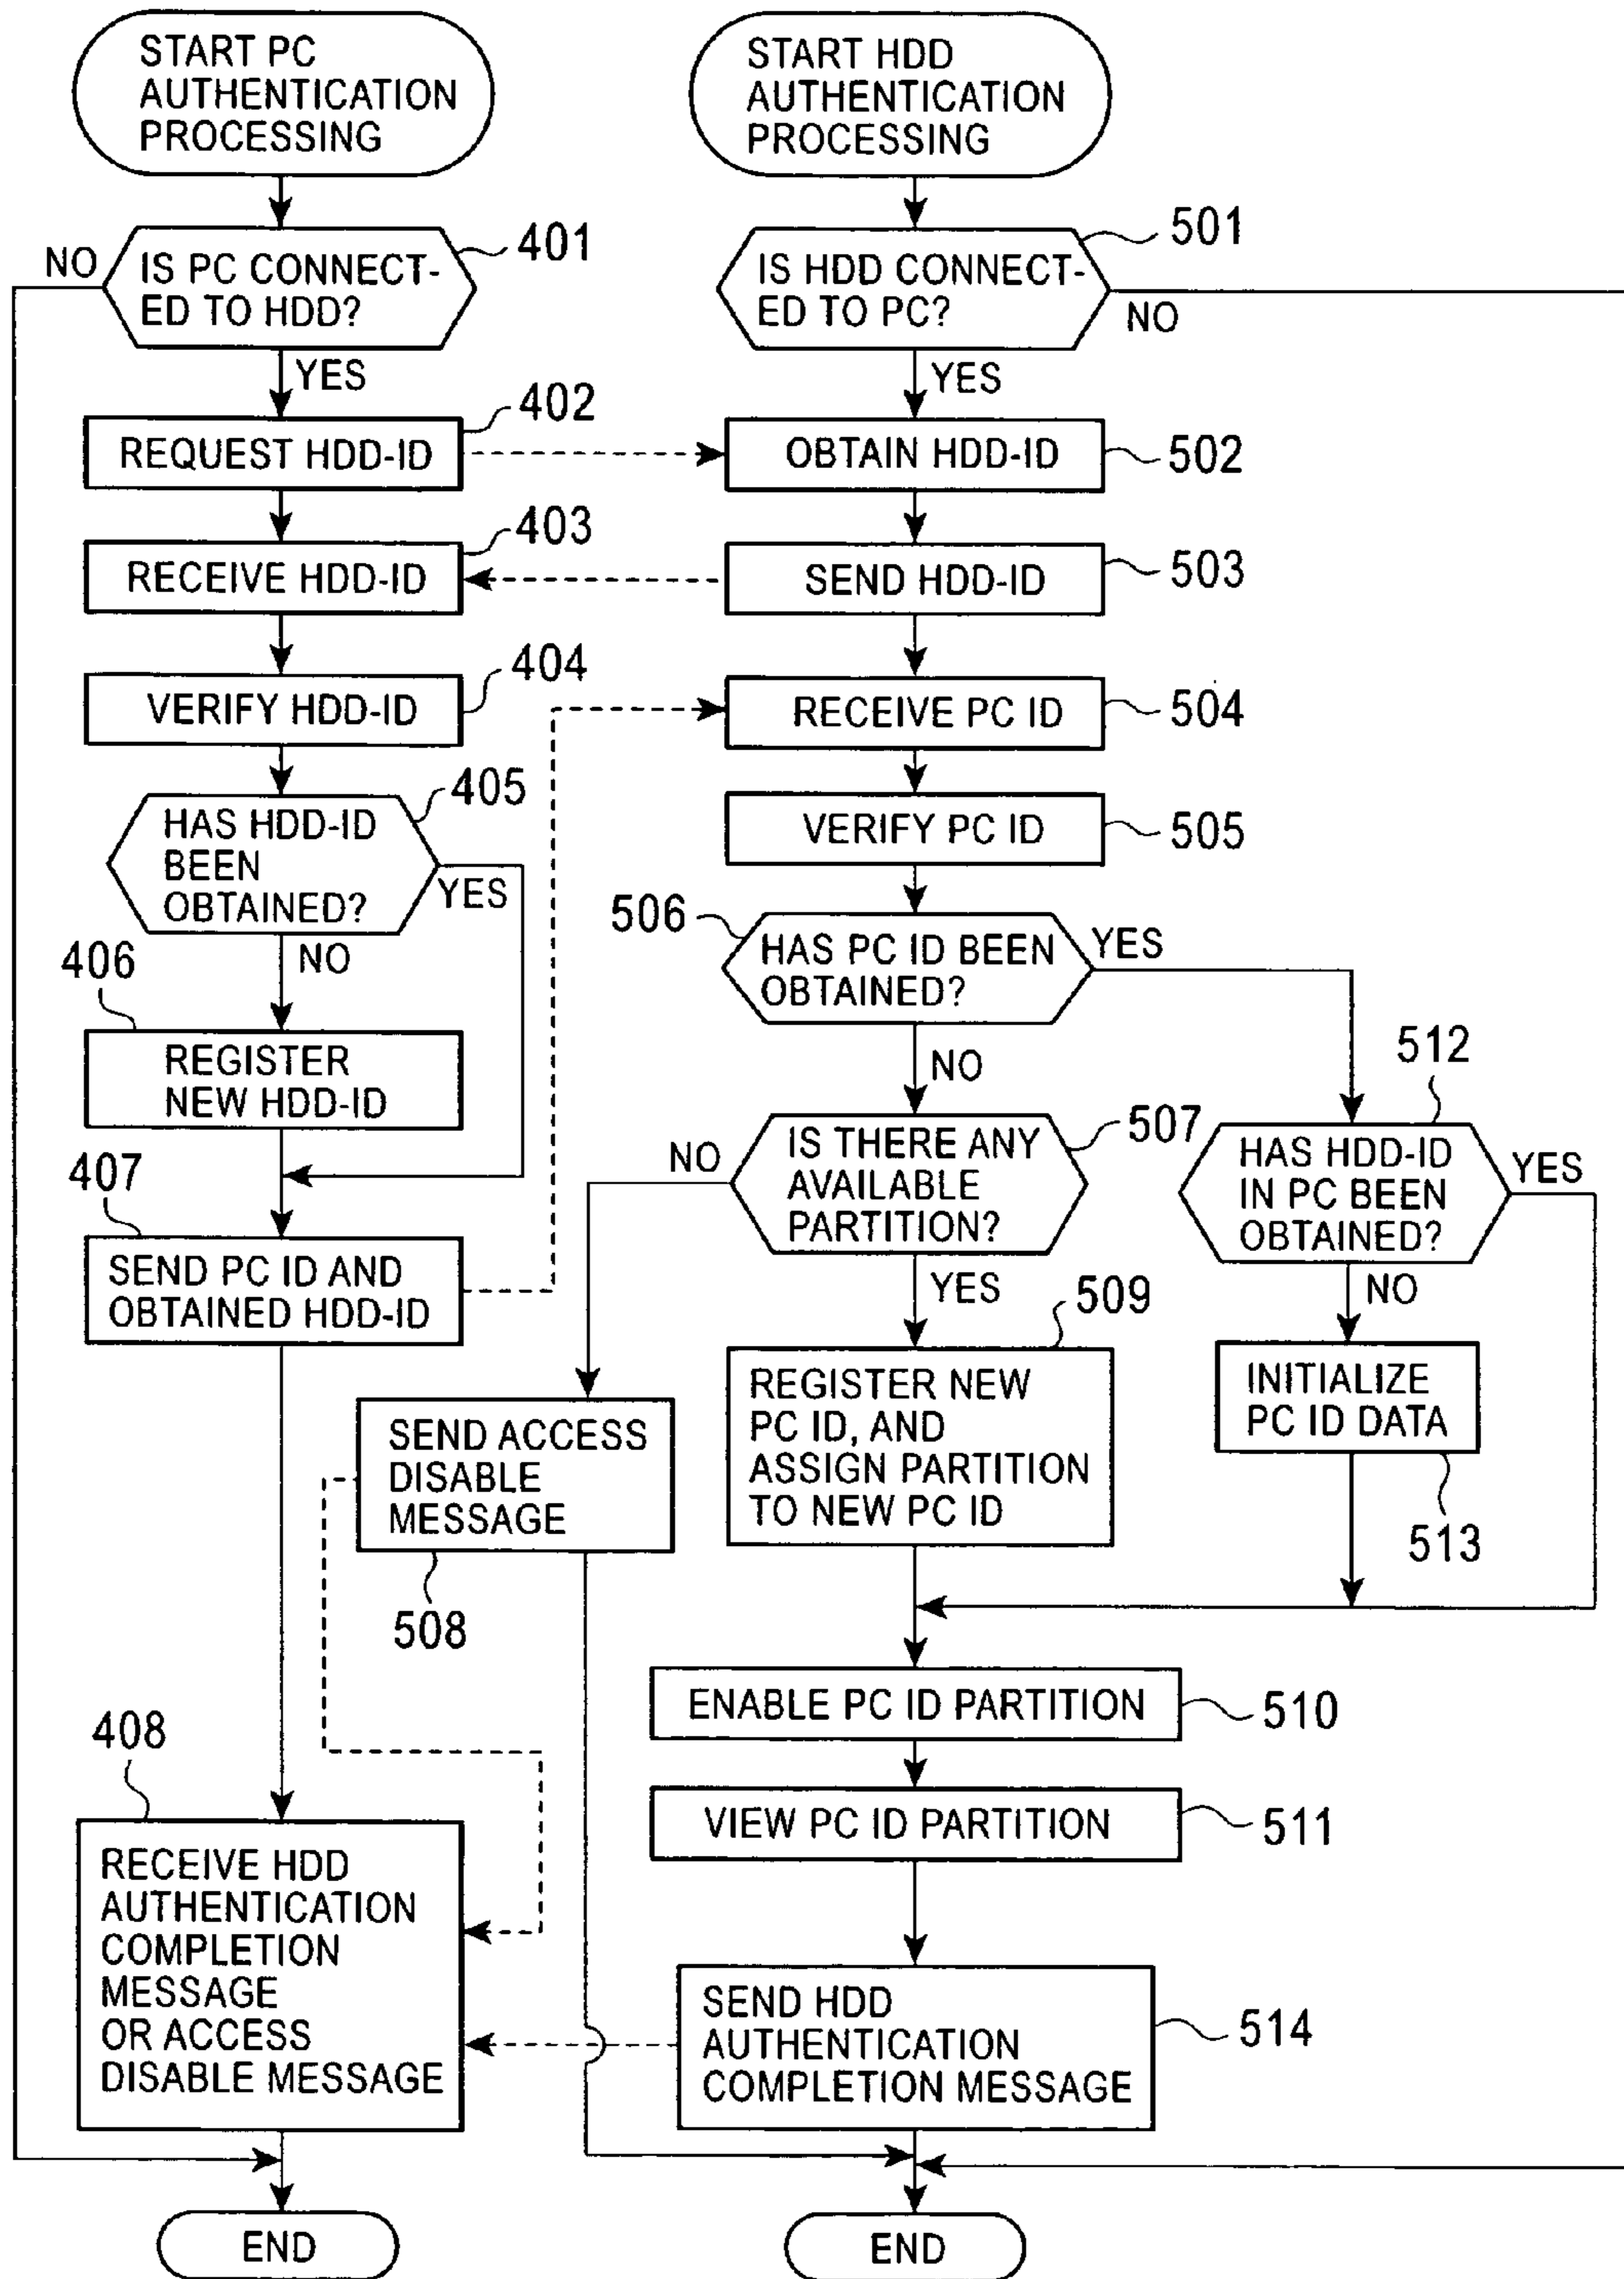 START PC
AUTHENTICATION
PROCESSING
IS PC CONNECT-
ED TO HDD?
401
NO
YES
REQUEST HDD-ID
402
RECEIVE HDD-ID
403
VERIFY HDD-ID
404
HAS HDD-ID
BEEN
OBTAINED?
405
YES
NO
406
REGISTER
NEW HDD-ID
407
SEND PC ID AND
OBTAINED HDD-ID
408
RECEIVE HDD
AUTHENTICATION
COMPLETION
MESSAGE
OR ACCESS
DISABLE MESSAGE
END
START HDD
AUTHENTICATION
PROCESSING
IS HDD CONNECT-
ED TO PC?
501
NO
YES
OBTAIN HDD-ID
502
SEND HDD-ID
503
RECEIVE PC ID
504
VERIFY PC ID
505
506
HAS PC ID BEEN
OBTAINED?
YES
NO
IS THERE ANY
AVAILABLE
PARTITION?
507
NO
YES
SEND ACCESS
DISABLE
MESSAGE
508
509
REGISTER NEW
PC ID, AND
ASSIGN PARTITION
TO NEW PC ID
512
HAS HDD-ID
IN PC BEEN
OBTAINED?
YES
NO
INITIALIZE
PC ID DATA
513
ENABLE PC ID PARTITION
510
VIEW PC ID PARTITION
511
SEND HDD
AUTHENTICATION
COMPLETION MESSAGE
514
END